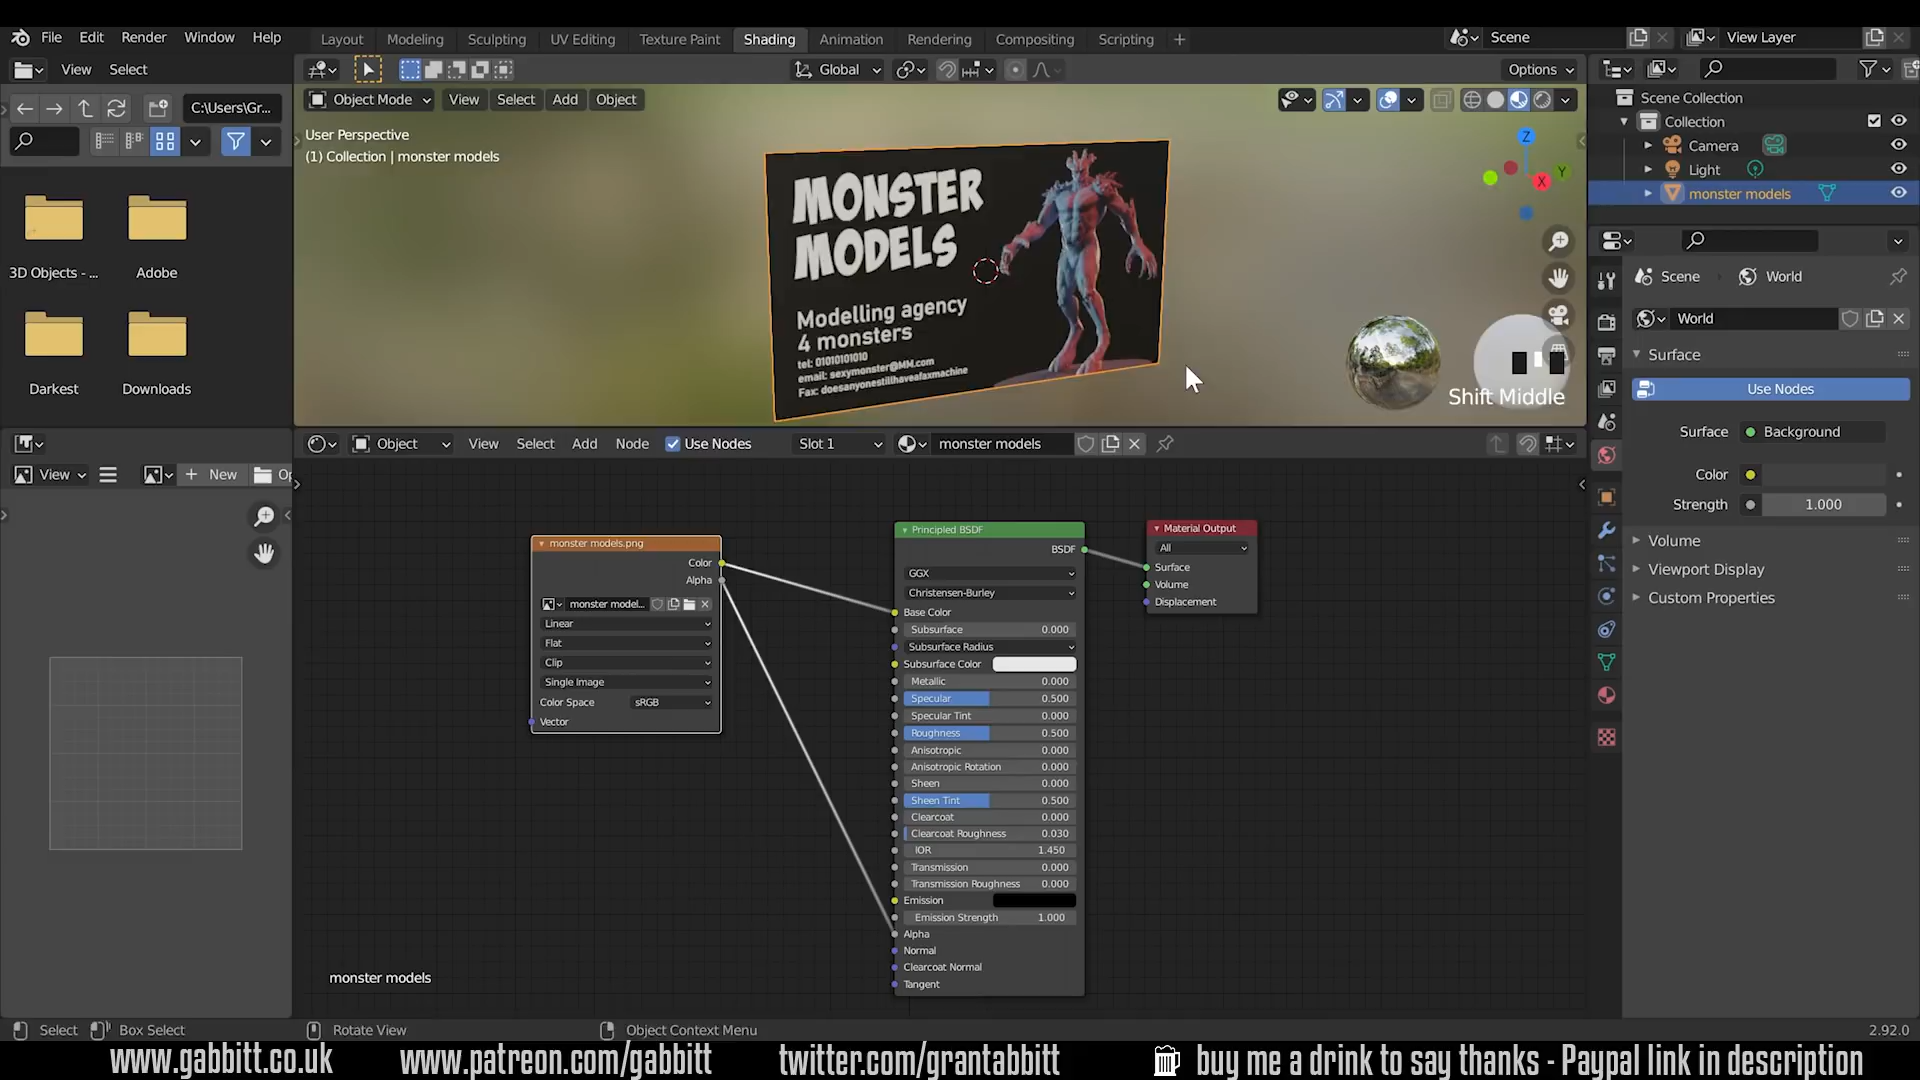 File Edit Render Window Help
Layout Modeling Sculpting UV Editing Texture Paint Shading Animation Rendering Compositing Scripting
Scene
View Layer
View Select
Global
Options
C:\Users\Gr...
Object Mode View Select Add Object
User Perspective
(1) Collection | monster models
MONSTER
MODELS
Modelling agency
4 monsters
tel: 01010101010
email: sexymonster@MM.com
Fax: doesanyonestillhaveafaxmachine
Z
Y
X
Shift Middle
3D Objects - ...
Adobe
Darkest
Downloads
Scene Collection
Collection
Camera
Light
monster models
Scene World
World
Surface
Use Nodes
Surface Background
Color
Strength 1.000
Volume
Viewport Display
Custom Properties
View New Op
Object View Select Add Node Use Nodes Slot 1 monster models
monster models.png
Color
Alpha
monster model...
Linear
Flat
Clip
Single Image
Color Space sRGB
Vector
Principled BSDF
BSDF
GGX
Christensen-Burley
Base Color
Subsurface 0.000
Subsurface Radius
Subsurface Color
Metallic 0.000
Specular 0.500
Specular Tint 0.000
Roughness 0.500
Anisotropic 0.000
Anisotropic Rotation 0.000
Sheen 0.000
Sheen Tint 0.500
Clearcoat 0.000
Clearcoat Roughness 0.030
IOR 1.450
Transmission 0.000
Transmission Roughness 0.000
Emission
Emission Strength 1.000
Alpha
Normal
Clearcoat Normal
Tangent
Material Output
All
Surface
Volume
Displacement
monster models
Select Box Select Rotate View Object Context Menu 2.92.0
www.gabbitt.co.uk www.patreon.com/gabbitt twitter.com/grantabbitt buy me a drink to say thanks - Paypal link in description